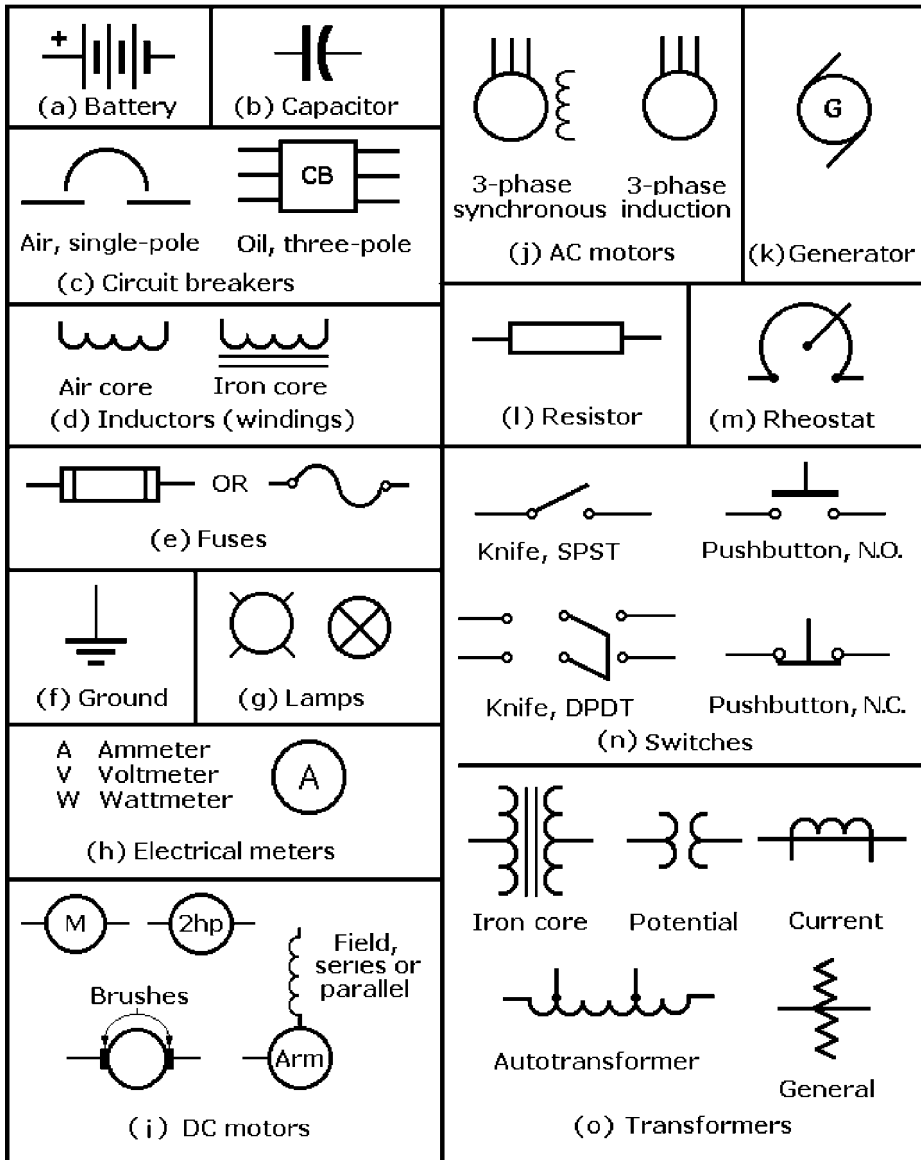 +
(a) Battery
(b) Capacitor
CB
Air, single-pole
Oil, three-pole
(c) Circuit breakers
Air core
Iron core
(d) Inductors (windings)
OR
(e) Fuses
(f) Ground
(g) Lamps
A Ammeter
V Voltmeter
W Wattmeter
A
(h) Electrical meters
M
2hp
Field,
series or
parallel
Brushes
Arm
(i) DC motors
3-phase
synchronous
3-phase
induction
(j) AC motors
G
(k) Generator
(l) Resistor
(m) Rheostat
Knife, SPST
Pushbutton, N.O.
Knife, DPDT
Pushbutton, N.C.
(n) Switches
Iron core
Potential
Current
Autotransformer
General
(o) Transformers